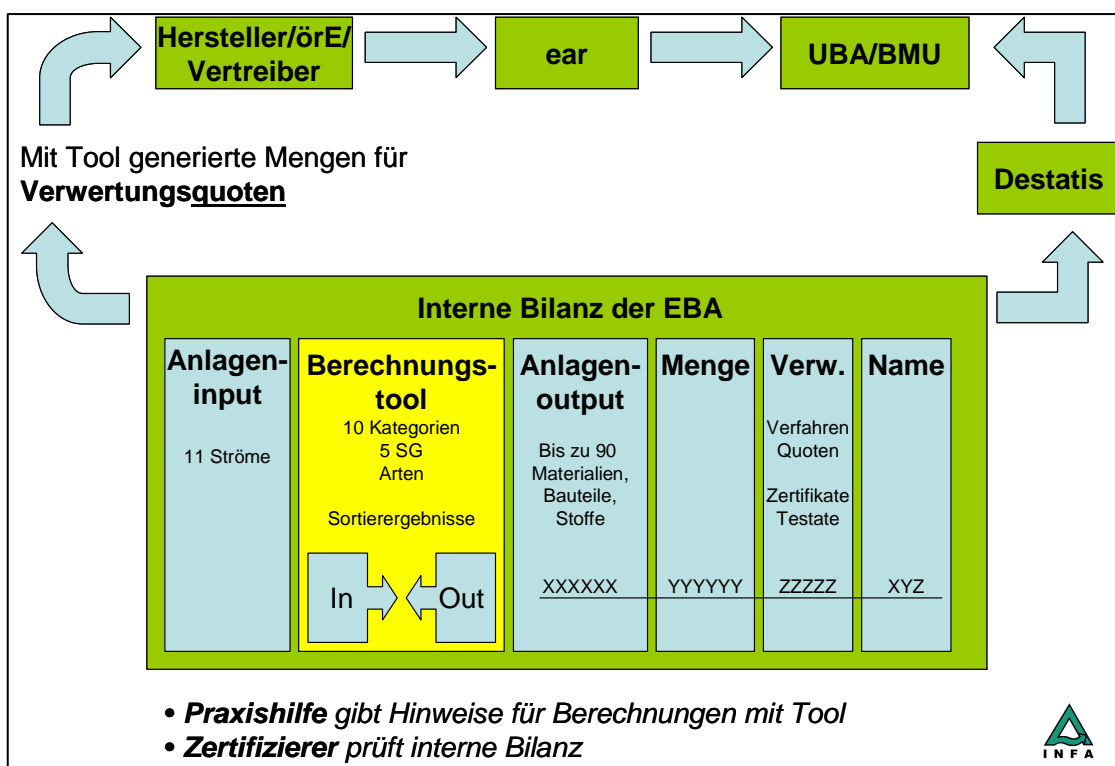 Hersteller/örE/
Vertreiber
ear
UBA/BMU
Mit Tool generierte Mengen für
Verwertungsquoten
Destatis
Interne Bilanz der EBA
Anlagen-
input
11 Ströme
Berechnungs-
tool
10 Kategorien
5 SG
Arten
Sortierergebnisse
In
Out
Anlagen-
output
Bis zu 90
Materialien,
Bauteile,
Stoffe
XXXXXX
Menge
YYYYYY
Verw.
Verfahren
Quoten
Zertifikate
Testate
ZZZZZ
Name
XYZ
• Praxishilfe gibt Hinweise für Berechnungen mit Tool
• Zertifizierer prüft interne Bilanz
INFA